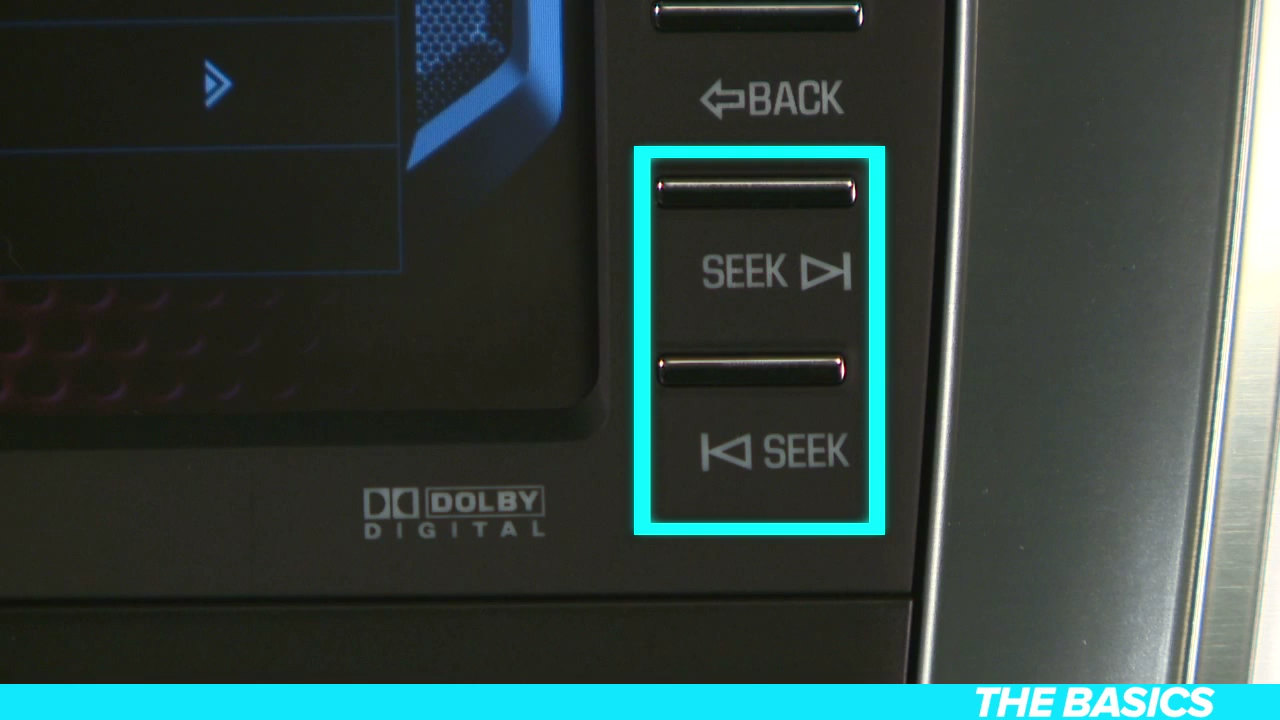 BACK
SEEK
SEEK
DOLBY
DIGITAL
THE BASICS